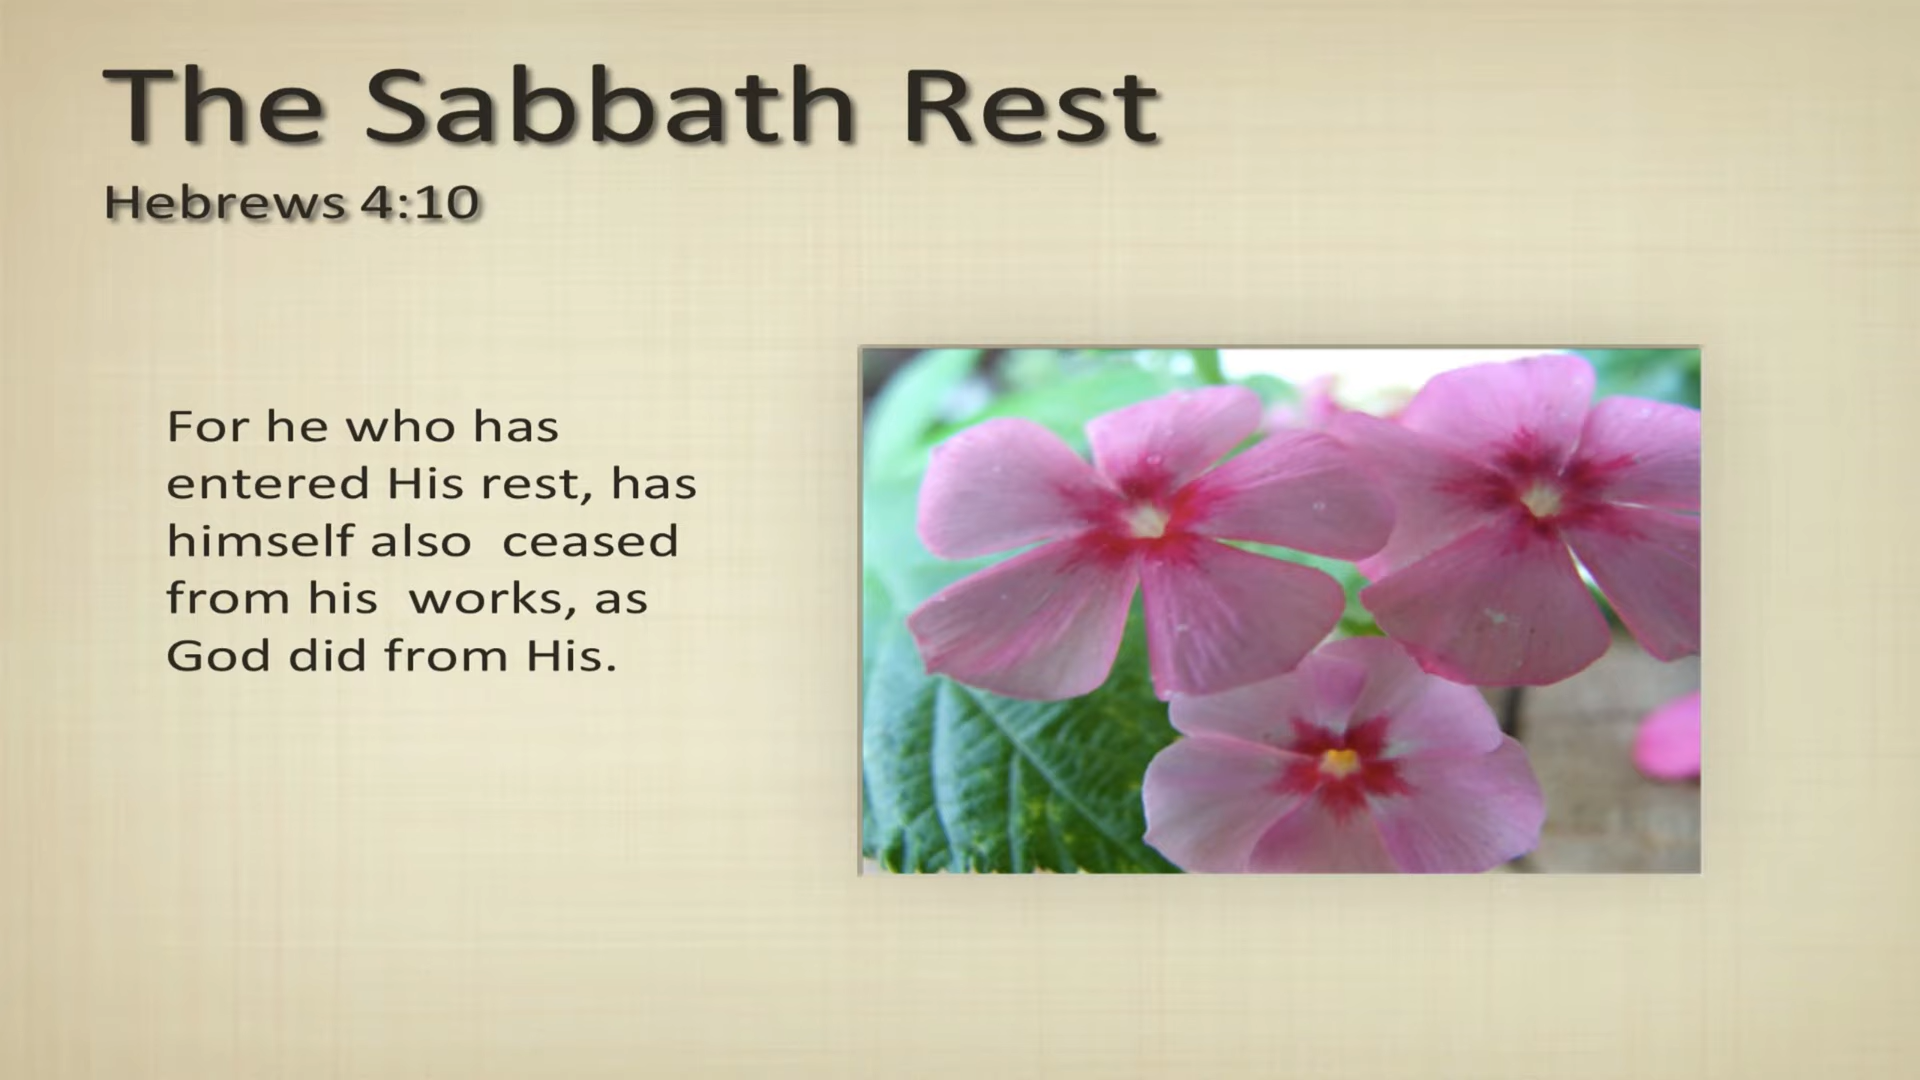 The Sabbath Rest
Hebrews 4:10
For he who has
entered His rest, has
himself also  ceased
from his  works, as
God did from His.